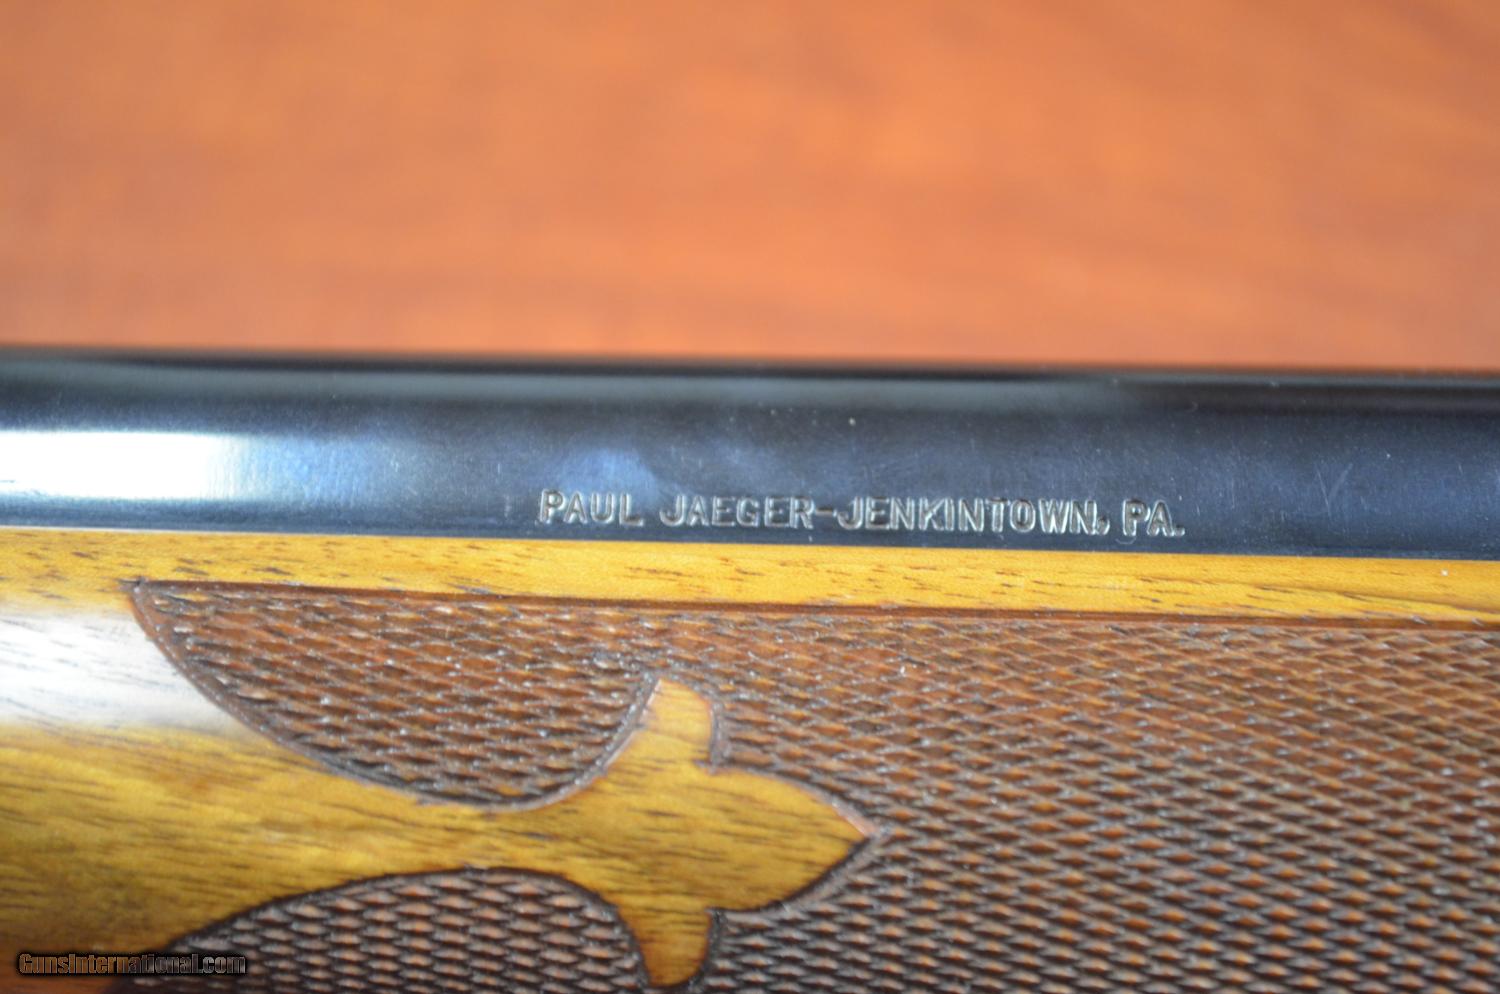 PAUL JAEGER-JENKINTOWN, PA.
GunsInternational.com